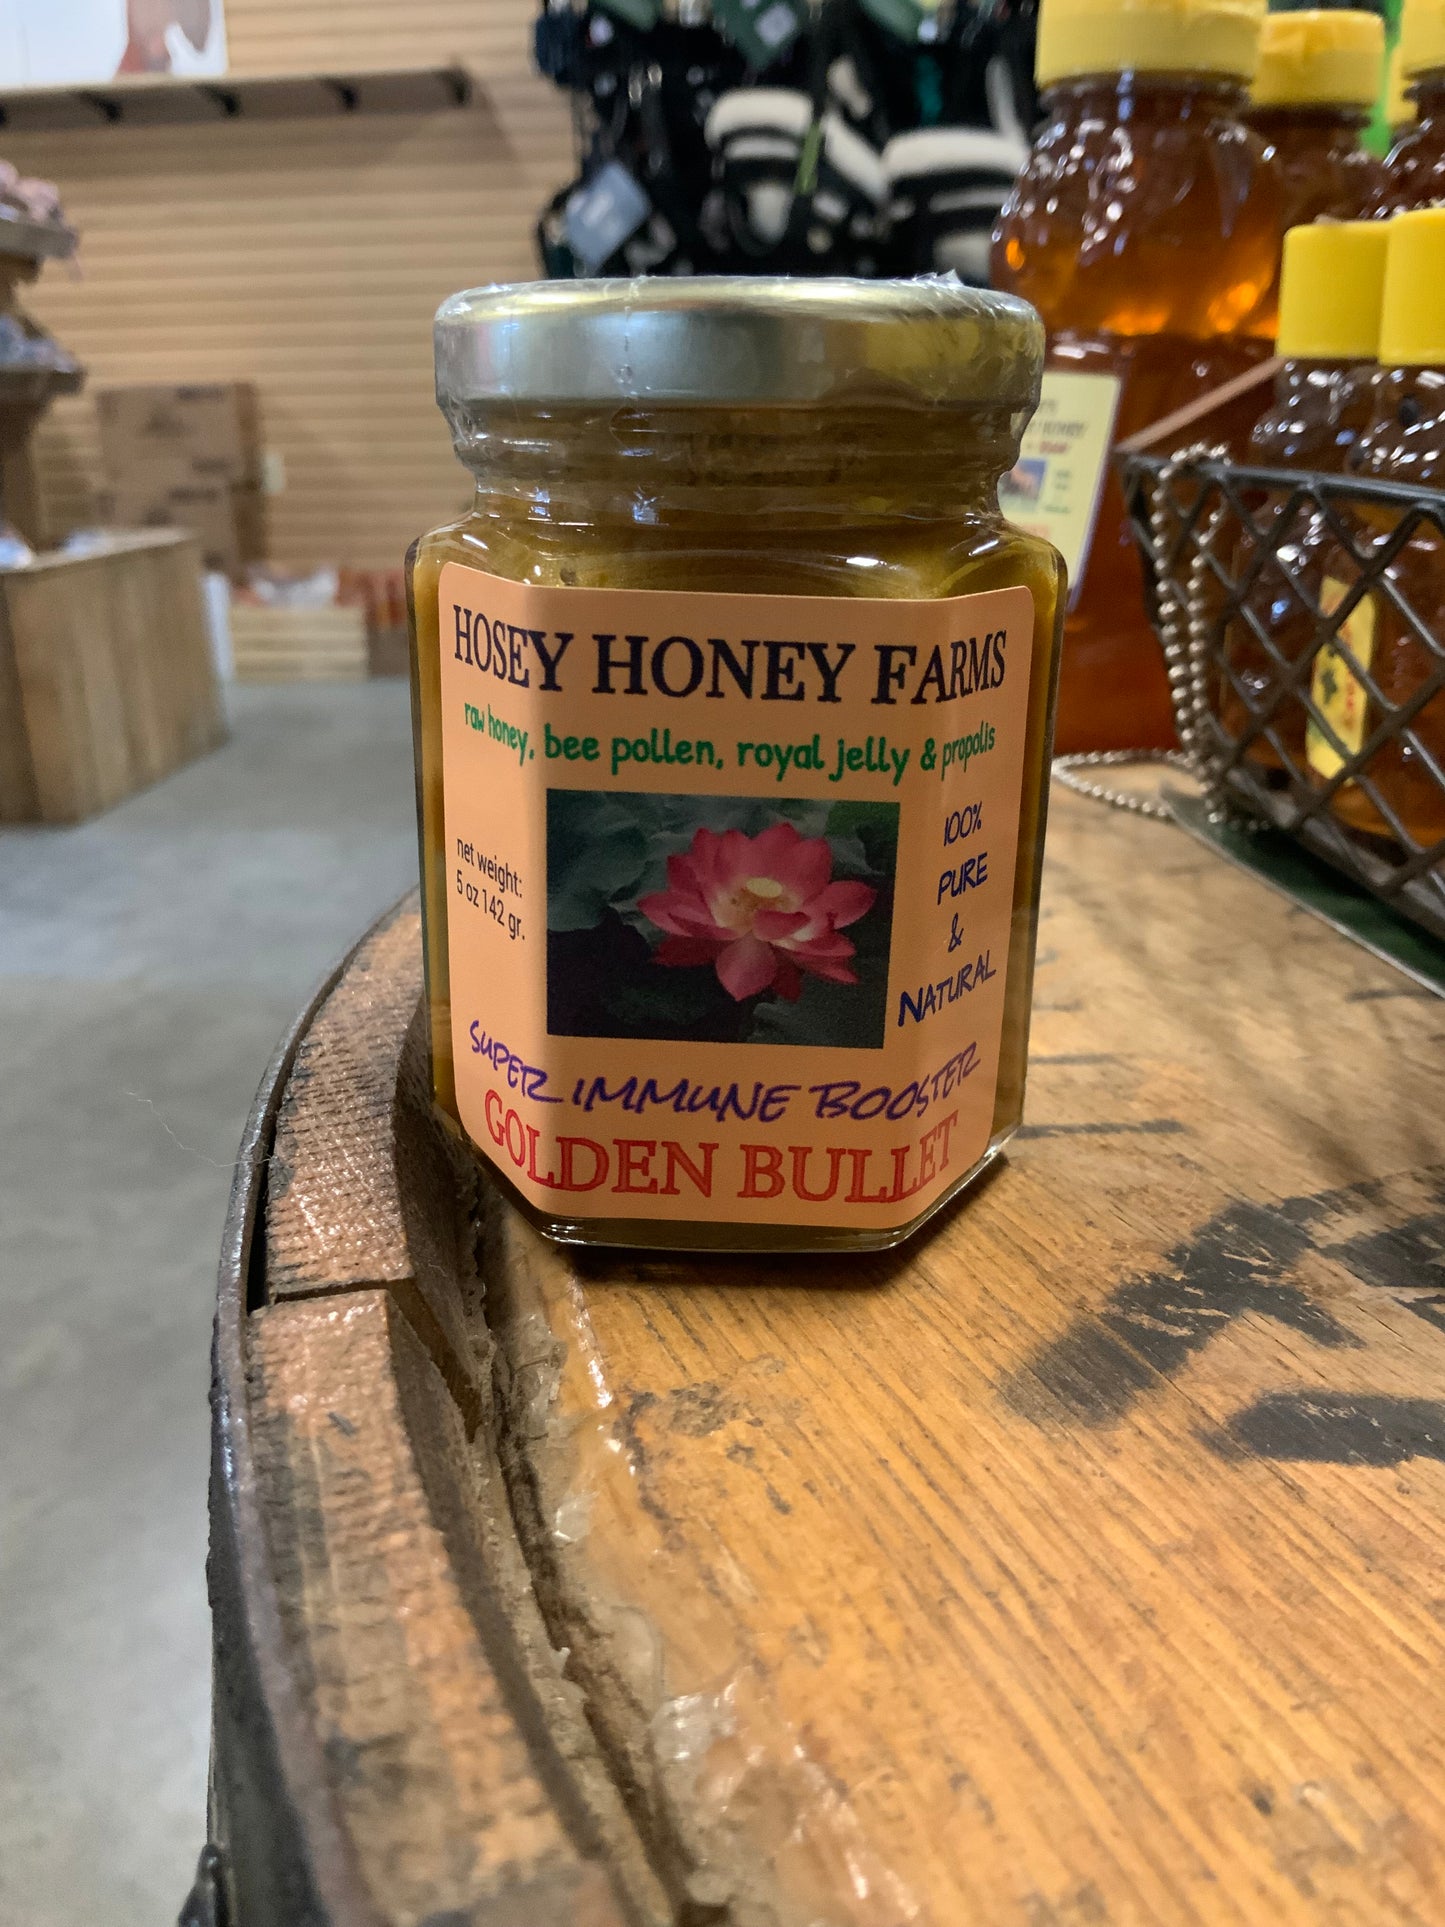 HOSEY HONEY FARMS
raw honey, bee pollen, royal jelly & propolis
net weight:
5 oz 142 gr.
100%
PURE
&
NATURAL
SUPER IMMUNE BOOSTER
GOLDEN BULLET